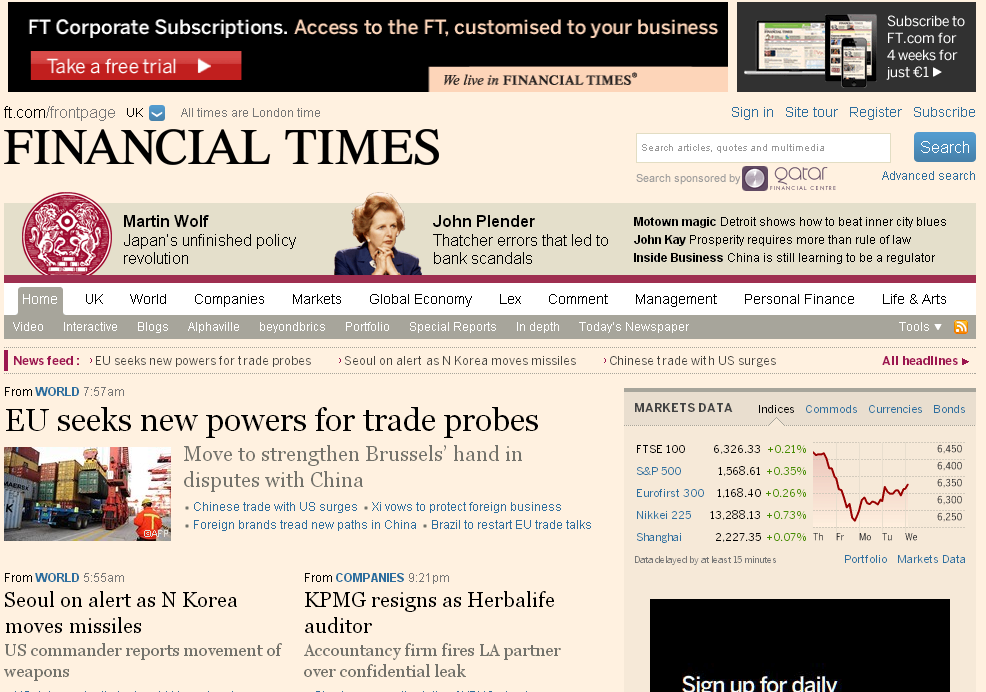 FT Corporate Subscriptions. Access to the FT, customised to your business
Take a free trial
We live in FINANCIAL TIMES®
Subscribe to
FT.com for
4 weeks for
just €1
ft.com/frontpage UK All times are London time
Sign in Site tour Register Subscribe
FINANCIAL TIMES
Search articles, quotes and multimedia
Search
Search sponsored by Qatar
FINANCIAL CENTRE
Advanced search
Martin Wolf
Japan's unfinished policy
revolution
John Plender
Thatcher errors that led to
bank scandals
Motown magic Detroit shows how to beat inner city blues
John Kay Prosperity requires more than rule of law
Inside Business China is still learning to be a regulator
Home UK World Companies Markets Global Economy Lex Comment Management Personal Finance Life & Arts
Video Interactive Blogs Alphaville beyondbrics Portfolio Special Reports In depth Today's Newspaper Tools
News feed : EU seeks new powers for trade probes Seoul on alert as N Korea moves missiles Chinese trade with US surges All headlines
From WORLD 7:57am
EU seeks new powers for trade probes
MAERSK
©AFP
Move to strengthen Brussels' hand in
disputes with China
• Chinese trade with US surges • Xi vows to protect foreign business
• Foreign brands tread new paths in China • Brazil to restart EU trade talks
From WORLD 5:55am
Seoul on alert as N Korea
moves missiles
US commander reports movement of
weapons
From COMPANIES 9:21pm
KPMG resigns as Herbalife
auditor
Accountancy firm fires LA partner
over confidential leak
MARKETS DATA Indices Commods Currencies Bonds
FTSE 100 6,326.33 +0.21%
S&P 500 1,568.61 +0.35%
Eurofirst 300 1,168.40 +0.26%
Nikkei 225 13,288.13 +0.73%
Shanghai 2,227.35 +0.07%
6,450
6,400
6,350
6,300
6,250
Th Fr Mo Tu We
Data delayed by at least 15 minutes
Portfolio Markets Data
Sign up for daily